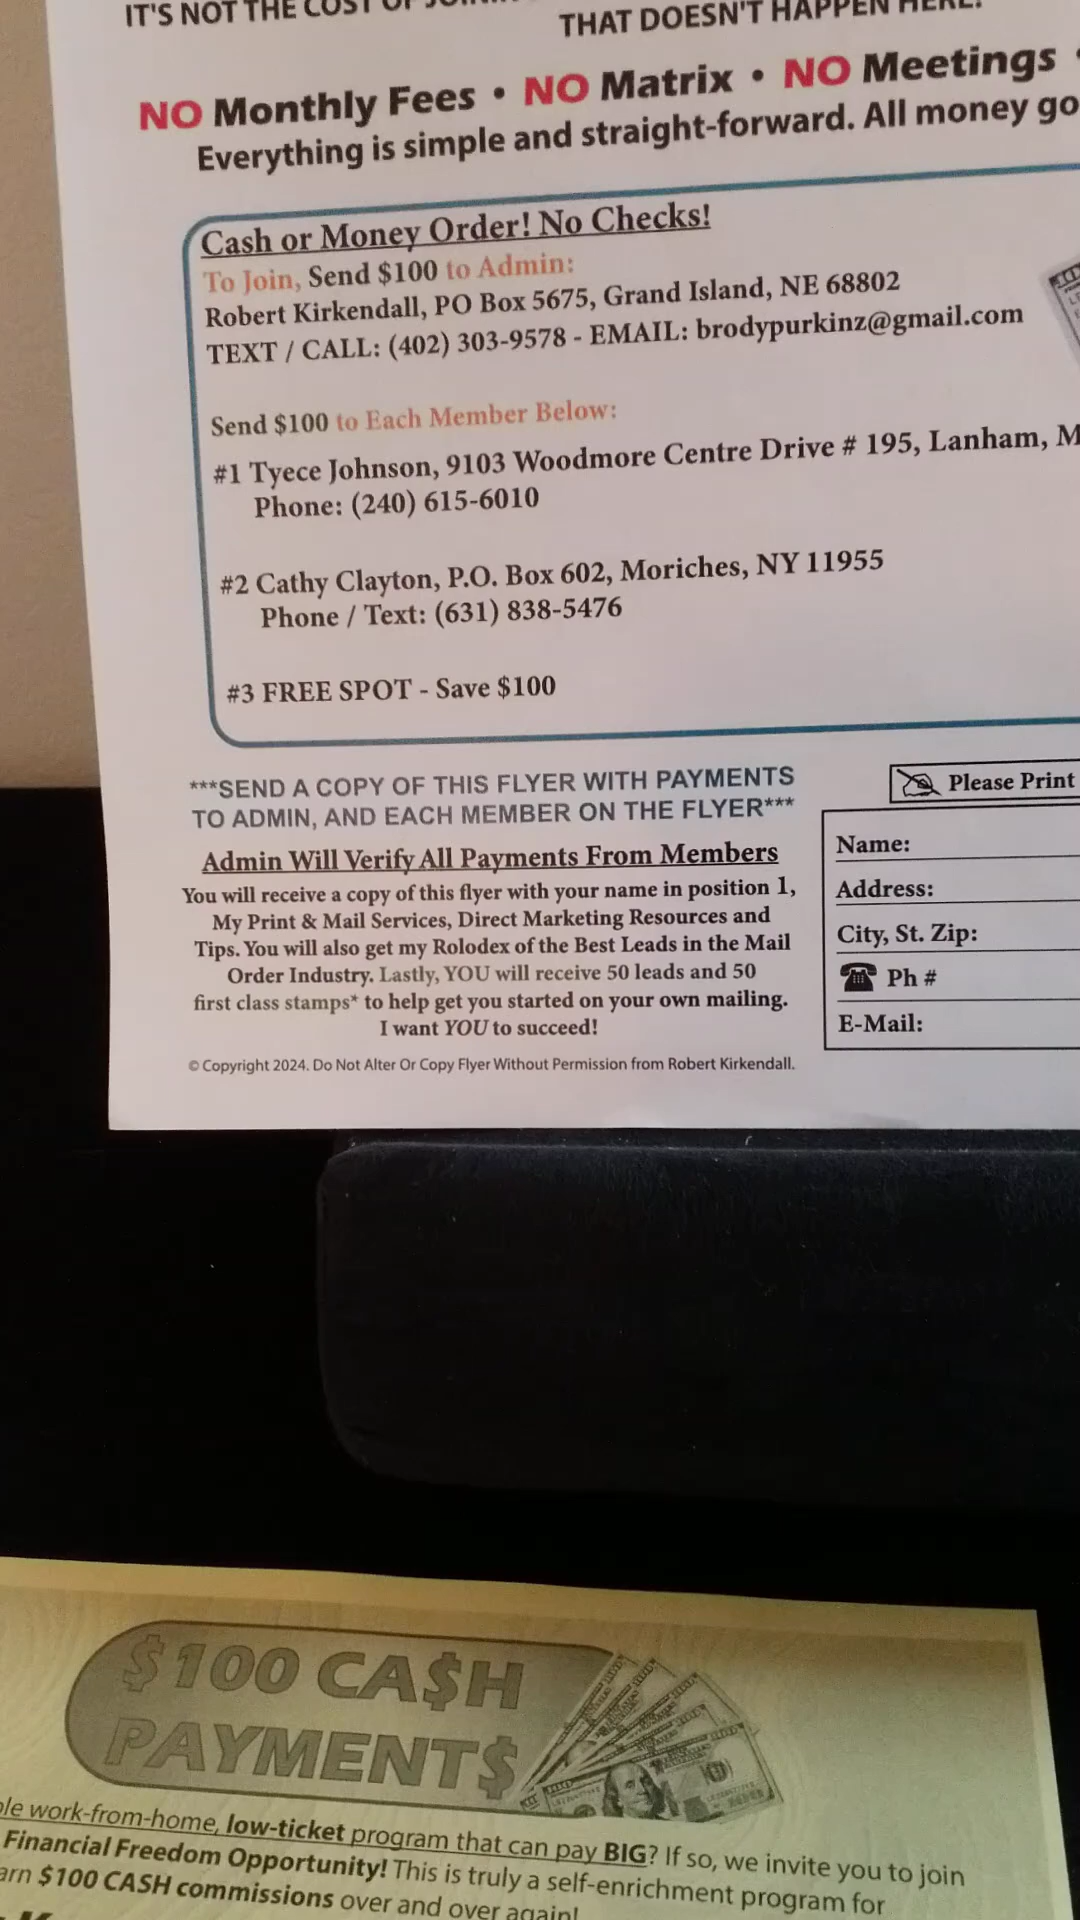 IT'S NOT THE COST OF
THAT DOESN'T HAPPEN HERE!
NO Monthly Fees • NO Matrix • NO Meetings
Everything is simple and straight-forward. All money go
Cash or Money Order! No Checks!
To Join, Send $100 to Admin:
Robert Kirkendall, PO Box 5675, Grand Island, NE 68802
TEXT / CALL: (402) 303-9578 - EMAIL: brodypurkinz@gmail.com
Send $100 to Each Member Below:
#1 Tyece Johnson, 9103 Woodmore Centre Drive # 195, Lanham, M
Phone: (240) 615-6010
#2 Cathy Clayton, P.O. Box 602, Moriches, NY 11955
Phone / Text: (631) 838-5476
#3 FREE SPOT - Save $100
***SEND A COPY OF THIS FLYER WITH PAYMENTS
TO ADMIN, AND EACH MEMBER ON THE FLYER***
Admin Will Verify All Payments From Members
You will receive a copy of this flyer with your name in position 1,
My Print & Mail Services, Direct Marketing Resources and
Tips. You will also get my Rolodex of the Best Leads in the Mail
Order Industry. Lastly, YOU will receive 50 leads and 50
first class stamps* to help get you started on your own mailing.
I want YOU to succeed!
© Copyright 2024. Do Not Alter Or Copy Flyer Without Permission from Robert Kirkendall.
Please Print
Name:
Address:
City, St. Zip:
Ph #
E-Mail:
$100 CA$H
PAYMENT$
ple work-from-home, low-ticket program that can pay BIG? If so, we invite you to join
Financial Freedom Opportunity! This is truly a self-enrichment program for
arn $100 CASH commissions over and over again!